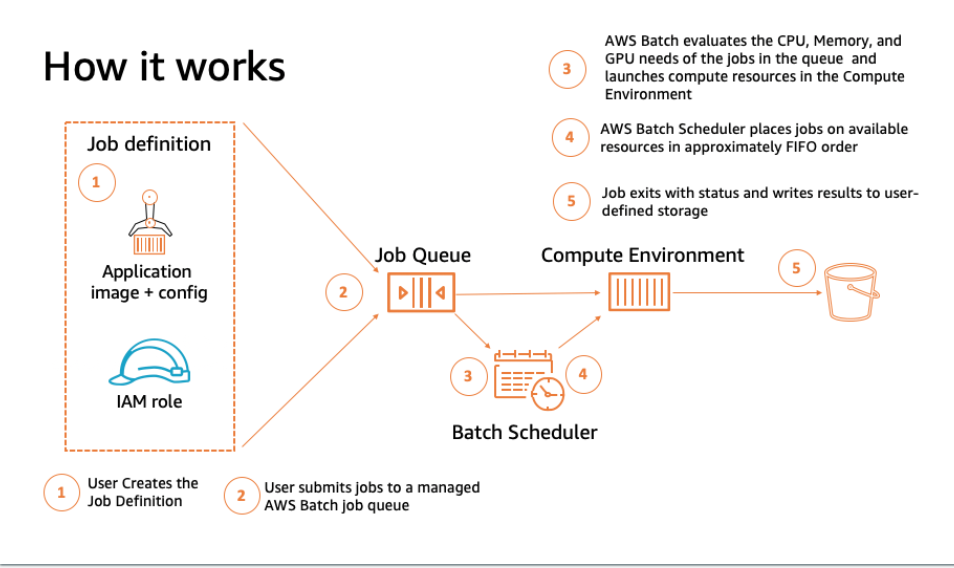 How it works
3
AWS Batch evaluates the CPU, Memory, and
GPU needs of the jobs in the queue and
launches compute resources in the Compute
Environment
4
AWS Batch Scheduler places jobs on available
resources in approximately FIFO order
5
Job exits with status and writes results to user-
defined storage
Job definition
1
Application
image + config
IAM role
Job Queue
2
Compute Environment
5
3
4
Batch Scheduler
1
User Creates the
Job Definition
2
User submits jobs to a managed
AWS Batch job queue